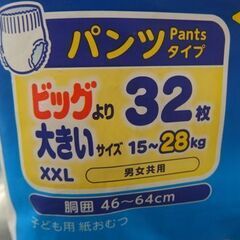 パンツ Pants タイプ
ビッグより 32枚
大きいサイズ 15〜28kg
XXL 男女共用
胴囲 46〜64cm
子ども用 紙おむつ